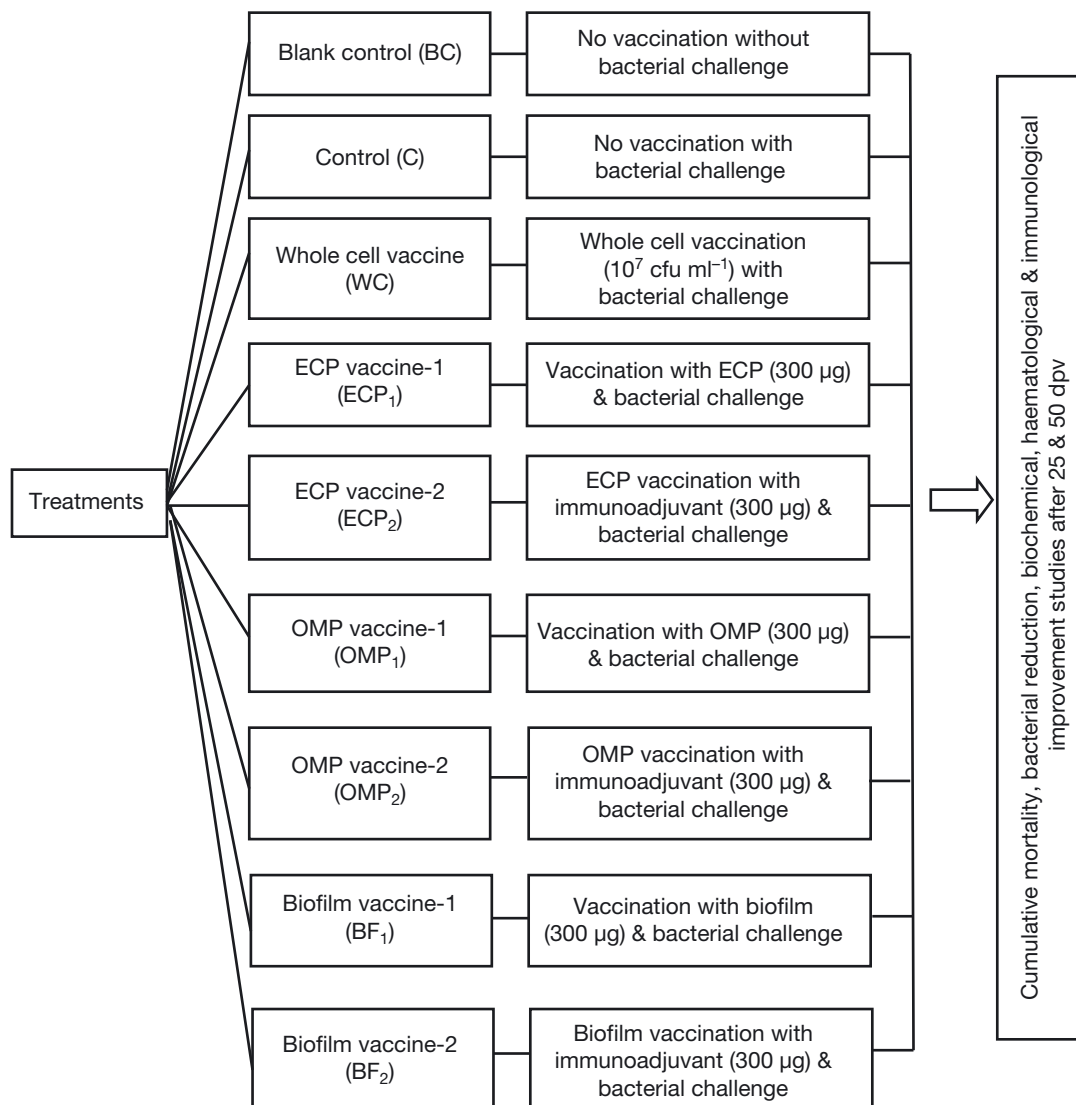 Treatments
Blank control (BC)
No vaccination without
bacterial challenge
Control (C)
No vaccination with
bacterial challenge
Whole cell vaccine
(WC)
Whole cell vaccination
(10⁷ cfu ml⁻¹) with
bacterial challenge
ECP vaccine-1
(ECP₁)
Vaccination with ECP (300 µg)
& bacterial challenge
ECP vaccine-2
(ECP₂)
ECP vaccination with
immunoadjuvant (300 µg) &
bacterial challenge
OMP vaccine-1
(OMP₁)
Vaccination with OMP (300 µg)
& bacterial challenge
OMP vaccine-2
(OMP₂)
OMP vaccination with
immunoadjuvant (300 µg) &
bacterial challenge
Biofilm vaccine-1
(BF₁)
Vaccination with biofilm
(300 µg) & bacterial challenge
Biofilm vaccine-2
(BF₂)
Biofilm vaccination with
immunoadjuvant (300 µg) &
bacterial challenge
Cumulative mortality, bacterial reduction, biochemical, haematological & immunological
improvement studies after 25 & 50 dpv